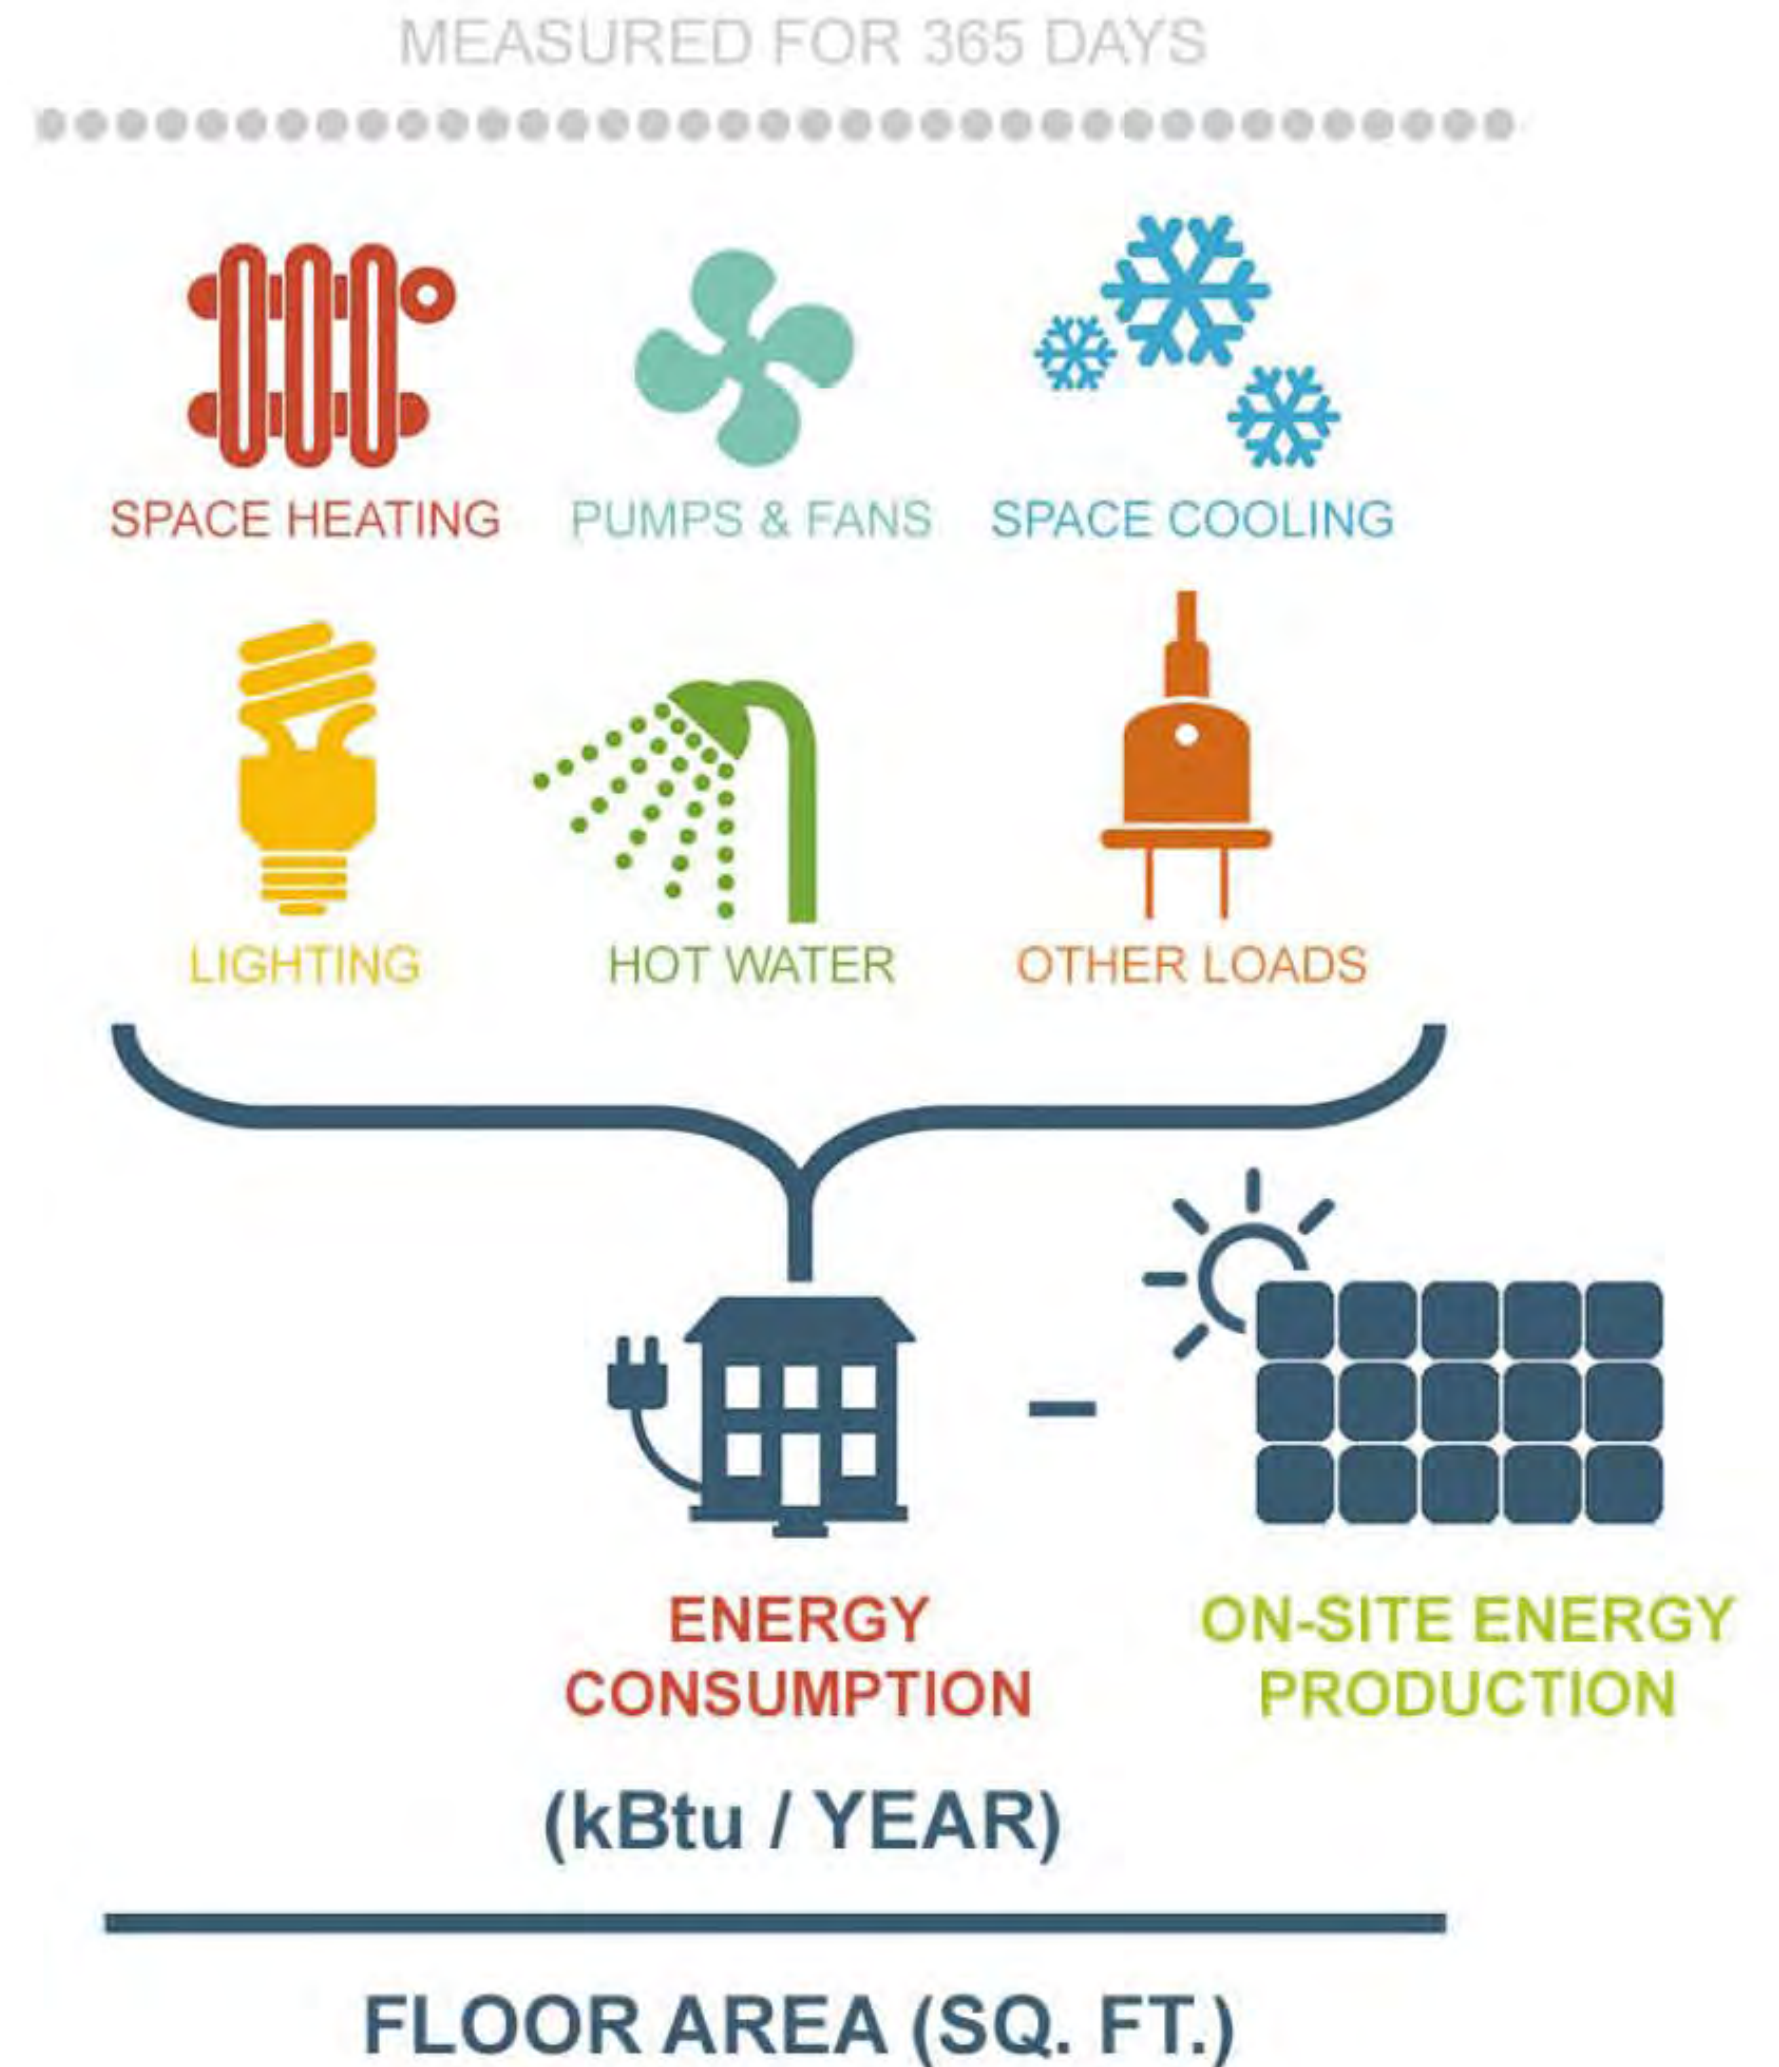 MEASURED FOR 365 DAYS
SPACE HEATING
PUMPS & FANS
SPACE COOLING
LIGHTING
HOT WATER
OTHER LOADS
ENERGY
CONSUMPTION
ON-SITE ENERGY
PRODUCTION
(kBtu / YEAR)
FLOOR AREA (SQ. FT.)